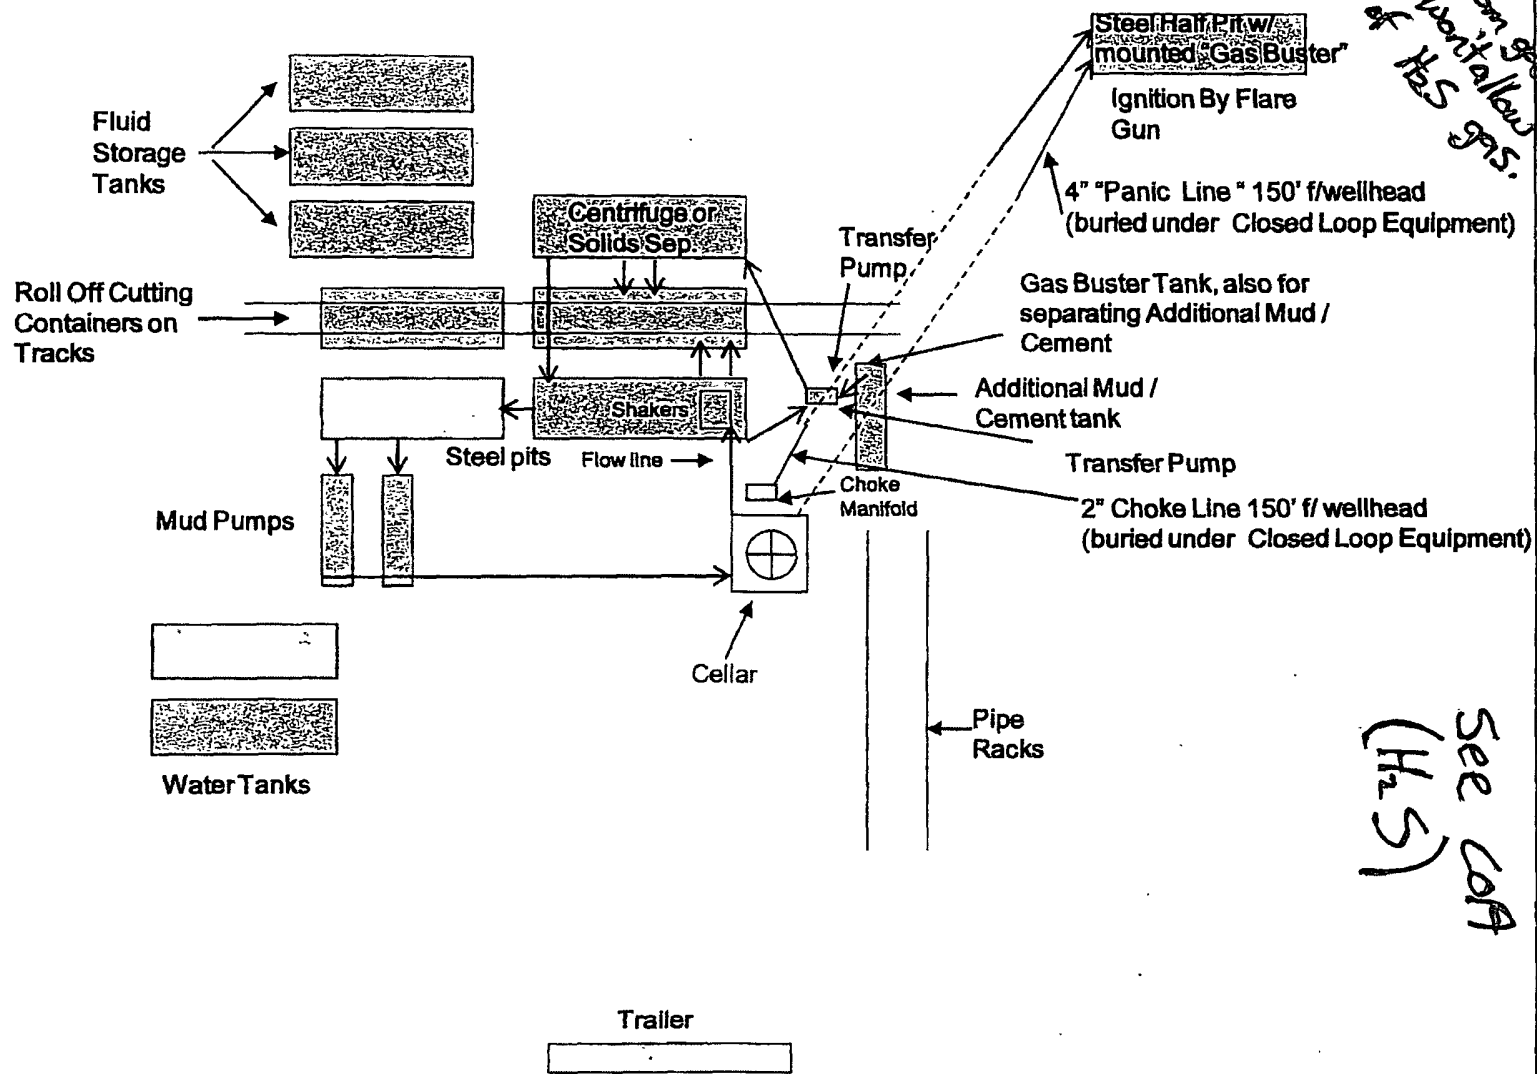 Steel Half Pit w/
mounted "Gas Buster"
Ignition By Flare
Gun
won't allow
of H2S gas.
Fluid
Storage
Tanks
4" "Panic Line " 150' f/wellhead
(buried under Closed Loop Equipment)
Centrifuge or
Solids Sep.
Transfer
Pump
Roll Off Cutting
Containers on
Tracks
Gas Buster Tank, also for
separating Additional Mud /
Cement
Additional Mud /
Cement tank
Shakers
Steel pits
Flow line
Transfer Pump
Choke
Manifold
2" Choke Line 150' f/ wellhead
(buried under Closed Loop Equipment)
Mud Pumps
Cellar
Pipe
Racks
Water Tanks
See COA
(H2S)
Trailer